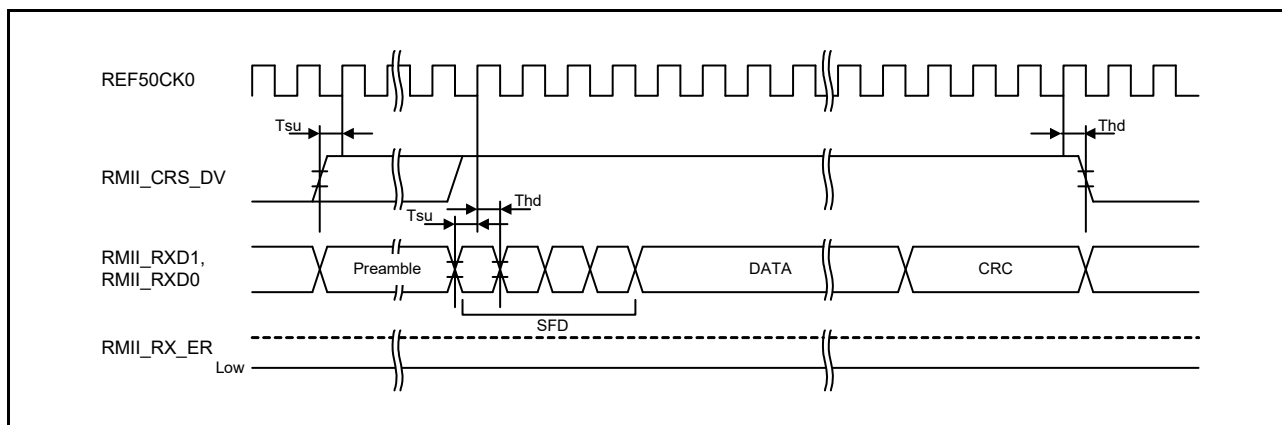 REF50CK0
Tsu
Thd
RMII_CRS_DV
Tsu
Thd
RMII_RXD1,
RMII_RXD0
Preamble
DATA
CRC
SFD
RMII_RX_ER
Low